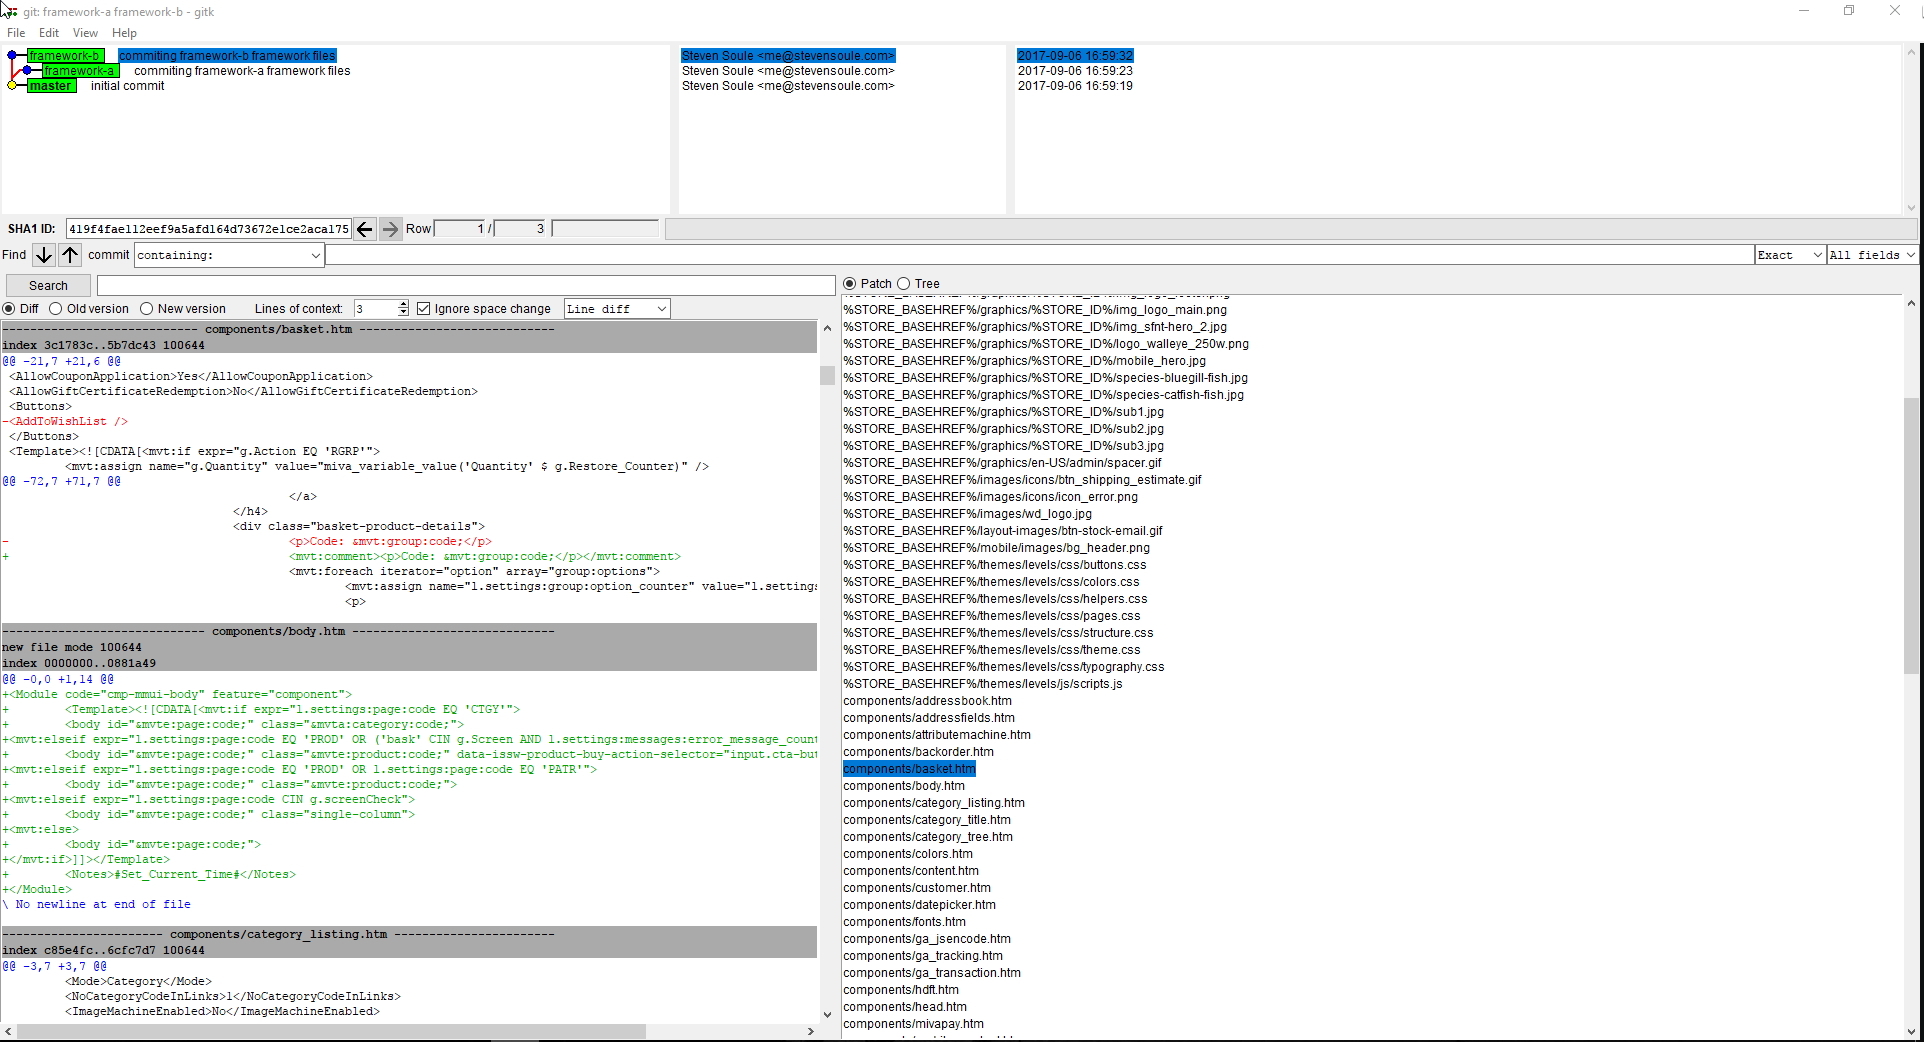 git: framework-a framework-b - gitk
File Edit View Help
framework-b commiting framework-b framework files Steven Soule <me@stevensoule.com> 2017-09-06 16:59:32
framework-a commiting framework-a framework files Steven Soule <me@stevensoule.com> 2017-09-06 16:59:23
master initial commit Steven Soule <me@stevensoule.com> 2017-09-06 16:59:19
SHA1 ID: 419f4fae112eef9a5afd164d73672e1ce2aca175 Row 1 / 3
Find commit containing: Exact All fields
Search
Patch Tree
Diff Old version New version Lines of context: 3 Ignore space change Line diff
---------------------------- components/basket.htm ----------------------------
index 3c1783c..5b7dc43 100644
@@ -21,7 +21,6 @@
<AllowCouponApplication>Yes</AllowCouponApplication>
<AllowGiftCertificateRedemption>No</AllowGiftCertificateRedemption>
<Buttons>
-<AddToWishList />
</Buttons>
<Template><![CDATA[<mvt:if expr="g.Action EQ 'RGRP'">
<mvt:assign name="g.Quantity" value="miva_variable_value('Quantity' $ g.Restore_Counter)" />
@@ -72,7 +71,7 @@
</a>
</h4>
<div class="basket-product-details">
- <p>Code: &mvt:group:code;</p>
+ <mvt:comment><p>Code: &mvt:group:code;</p></mvt:comment>
<mvt:foreach iterator="option" array="group:options">
<mvt:assign name="l.settings:group:option_counter" value="l.settings
<p>
----------------------------- components/body.htm -----------------------------
new file mode 100644
index 0000000..0881a49
@@ -0,0 +1,14 @@
+<Module code="cmp-mmui-body" feature="component">
+ <Template><![CDATA[<mvt:if expr="l.settings:page:code EQ 'CTGY'">
+ <body id="&mvte:page:code;" class="&mvta:category:code;">
+<mvt:elseif expr="l.settings:page:code EQ 'PROD' OR ('bask' CIN g.Screen AND l.settings:messages:error_message_count
+ <body id="&mvte:page:code;" class="&mvte:product:code;" data-issw-product-buy-action-selector="input.cta-but
+<mvt:elseif expr="l.settings:page:code EQ 'PROD' OR l.settings:page:code EQ 'PATR'">
+ <body id="&mvte:page:code;" class="&mvte:product:code;">
+<mvt:elseif expr="l.settings:page:code CIN g.screenCheck">
+ <body id="&mvte:page:code;" class="single-column">
+<mvt:else>
+ <body id="&mvte:page:code;">
+</mvt:if>]]></Template>
+ <Notes>#Set_Current_Time#</Notes>
+</Module>
\ No newline at end of file
----------------------- components/category_listing.htm -----------------------
index c85e4fc..6cfc7d7 100644
@@ -3,7 +3,7 @@
<Mode>Category</Mode>
<NoCategoryCodeInLinks>1</NoCategoryCodeInLinks>
<ImageMachineEnabled>No</ImageMachineEnabled>
%STORE_BASEHREF%/graphics/%STORE_ID%/img_logo_main.png
%STORE_BASEHREF%/graphics/%STORE_ID%/img_sfnt-hero_2.jpg
%STORE_BASEHREF%/graphics/%STORE_ID%/logo_walleye_250w.png
%STORE_BASEHREF%/graphics/%STORE_ID%/mobile_hero.jpg
%STORE_BASEHREF%/graphics/%STORE_ID%/species-bluegill-fish.jpg
%STORE_BASEHREF%/graphics/%STORE_ID%/species-catfish-fish.jpg
%STORE_BASEHREF%/graphics/%STORE_ID%/sub1.jpg
%STORE_BASEHREF%/graphics/%STORE_ID%/sub2.jpg
%STORE_BASEHREF%/graphics/%STORE_ID%/sub3.jpg
%STORE_BASEHREF%/graphics/en-US/admin/spacer.gif
%STORE_BASEHREF%/images/icons/btn_shipping_estimate.gif
%STORE_BASEHREF%/images/icons/icon_error.png
%STORE_BASEHREF%/images/wd_logo.jpg
%STORE_BASEHREF%/layout-images/btn-stock-email.gif
%STORE_BASEHREF%/mobile/images/bg_header.png
%STORE_BASEHREF%/themes/levels/css/buttons.css
%STORE_BASEHREF%/themes/levels/css/colors.css
%STORE_BASEHREF%/themes/levels/css/helpers.css
%STORE_BASEHREF%/themes/levels/css/pages.css
%STORE_BASEHREF%/themes/levels/css/structure.css
%STORE_BASEHREF%/themes/levels/css/theme.css
%STORE_BASEHREF%/themes/levels/css/typography.css
%STORE_BASEHREF%/themes/levels/js/scripts.js
components/addressbook.htm
components/addressfields.htm
components/attributemachine.htm
components/backorder.htm
components/basket.htm
components/body.htm
components/category_listing.htm
components/category_title.htm
components/category_tree.htm
components/colors.htm
components/content.htm
components/customer.htm
components/datepicker.htm
components/fonts.htm
components/ga_jsencode.htm
components/ga_tracking.htm
components/ga_transaction.htm
components/hdft.htm
components/head.htm
components/mivapay.htm